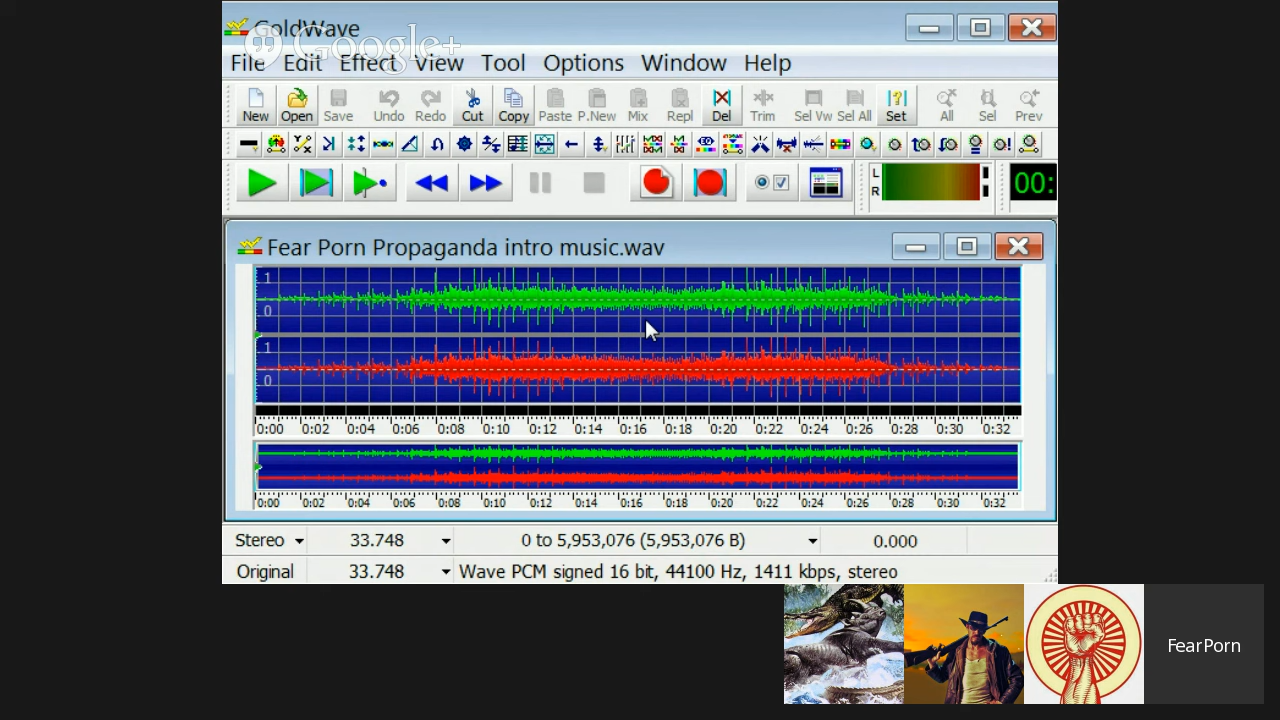 GoldWave
Google+
File Edit Effect View Tool Options Window Help
New Open Save Undo Redo Cut Copy Paste P.New Mix Repl Del Trim Sel Vw Sel All Set All Sel Prev
L
R
00:
Fear Porn Propaganda intro music.wav
1
0
1
0
0:00 0:02 0:04 0:06 0:08 0:10 0:12 0:14 0:16 0:18 0:20 0:22 0:24 0:26 0:28 0:30 0:32
0:00 0:02 0:04 0:06 0:08 0:10 0:12 0:14 0:16 0:18 0:20 0:22 0:24 0:26 0:28 0:30 0:32
Stereo 33.748 0 to 5,953,076 (5,953,076 B) 0.000
Original 33.748 Wave PCM signed 16 bit, 44100 Hz, 1411 kbps, stereo
FearPorn